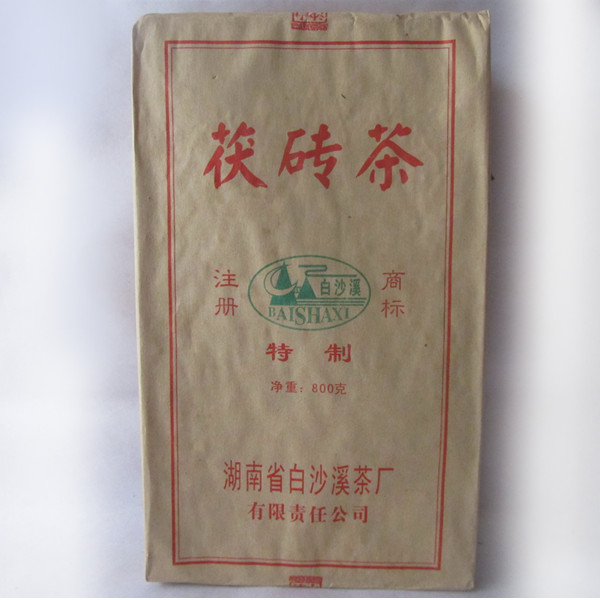 茯砖茶
注册
白沙溪
BAISHAXI
商标
特制
净重：800克
湖南省白沙溪茶厂
有限责任公司